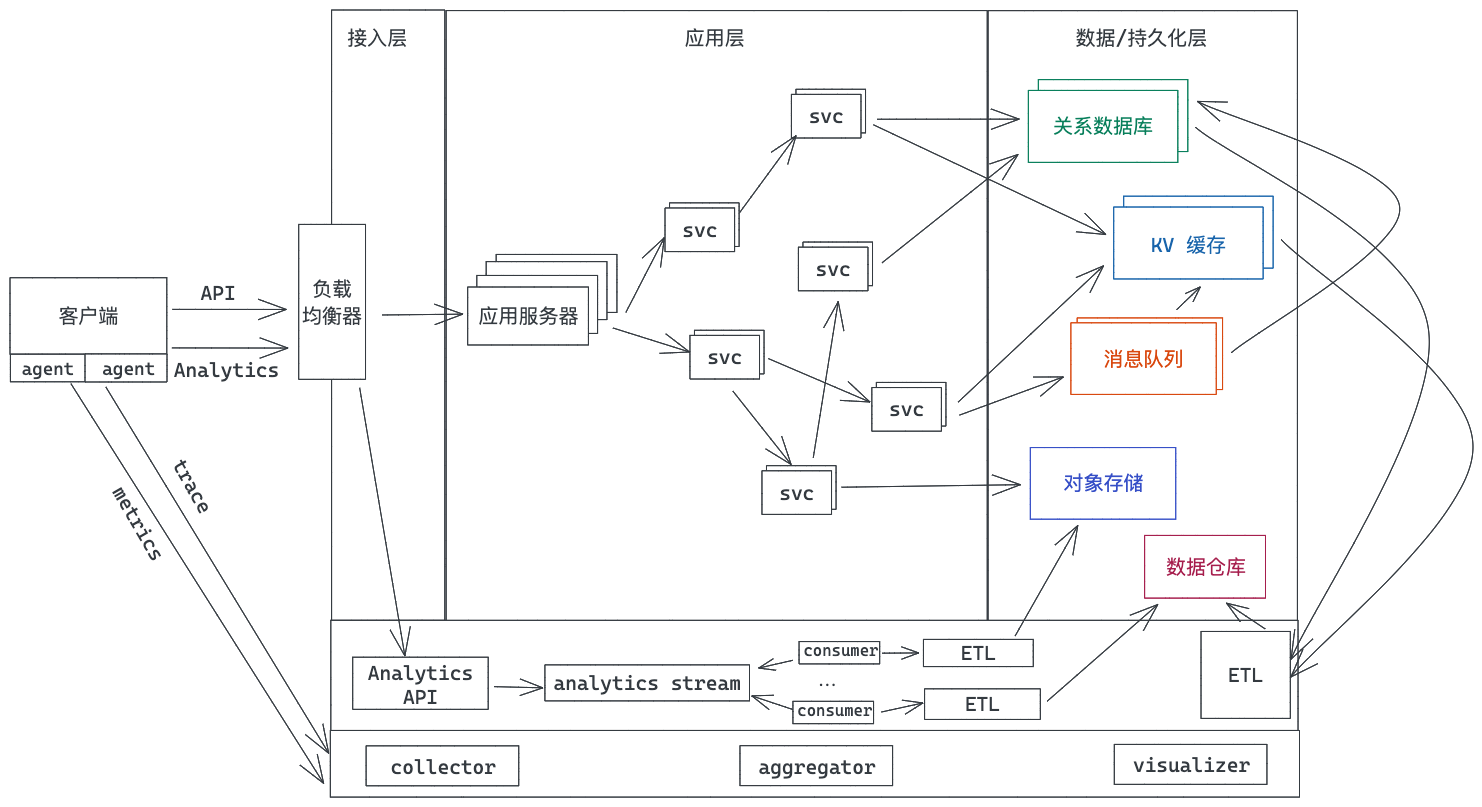 接入层
应用层
数据/持久化层
svc
关系数据库
svc
KV 缓存
svc
客户端
API
负载
均衡器
应用服务器
svc
消息队列
agent
agent
Analytics
svc
svc
对象存储
trace
metrics
数据仓库
Analytics
API
analytics stream
consumer
...
consumer
ETL
ETL
ETL
collector
aggregator
visualizer